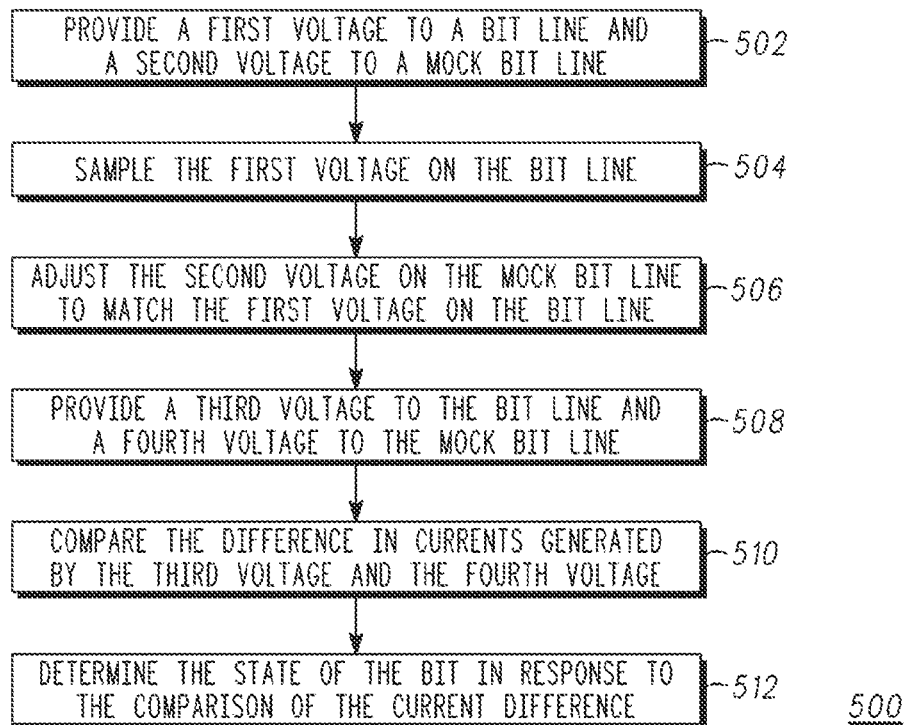 PROVIDE A FIRST VOLTAGE TO A BIT LINE AND
A SECOND VOLTAGE TO A MOCK BIT LINE
502
SAMPLE THE FIRST VOLTAGE ON THE BIT LINE
504
ADJUST THE SECOND VOLTAGE ON THE MOCK BIT LINE
TO MATCH THE FIRST VOLTAGE ON THE BIT LINE
506
PROVIDE A THIRD VOLTAGE TO THE BIT LINE AND
A FOURTH VOLTAGE TO THE MOCK BIT LINE
508
COMPARE THE DIFFERENCE IN CURRENTS GENERATED
BY THE THIRD VOLTAGE AND THE FOURTH VOLTAGE
510
DETERMINE THE STATE OF THE BIT IN RESPONSE TO
THE COMPARISON OF THE CURRENT DIFFERENCE
512
500